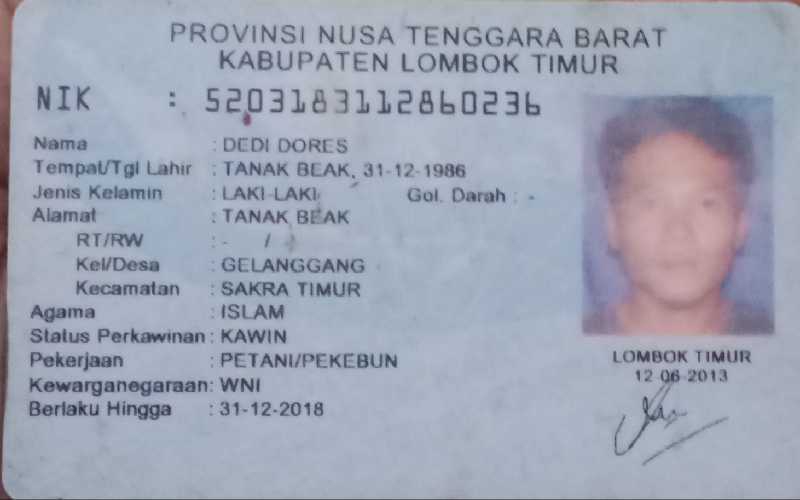 PROVINSI NUSA TENGGARA BARAT
KABUPATEN LOMBOK TIMUR
NIK : 5203183112860236
Nama : DEDI DORES
Tempat/Tgl Lahir : TANAK BEAK, 31-12-1986
Jenis Kelamin : LAKI-LAKI Gol. Darah : -
Alamat : TANAK BEAK
RT/RW : - / -
Kel/Desa : GELANGGANG
Kecamatan : SAKRA TIMUR
Agama : ISLAM
Status Perkawinan : KAWIN
Pekerjaan : PETANI/PEKEBUN
Kewarganegaraan: WNI
Berlaku Hingga : 31-12-2018
LOMBOK TIMUR
12-06-2013